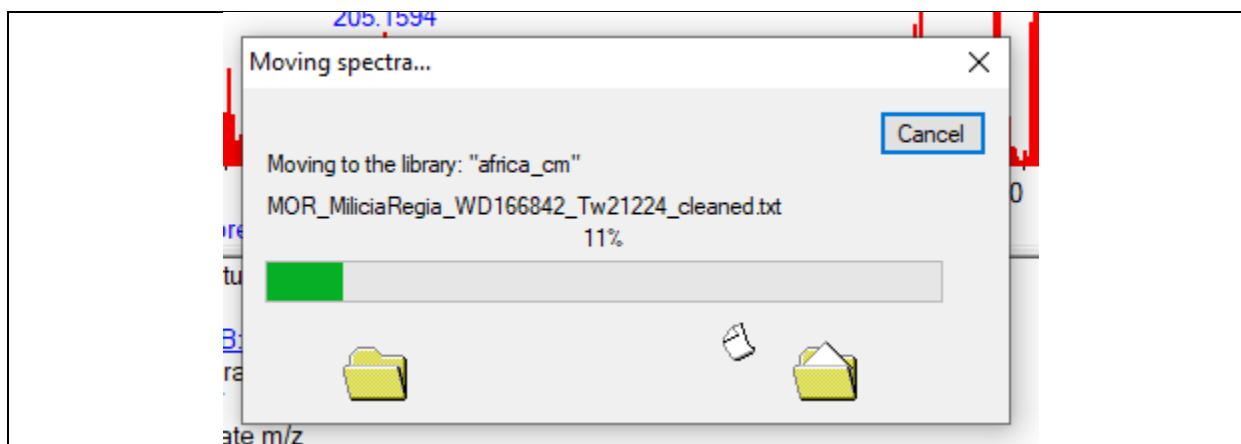 205.1594
Moving spectra...
Cancel
Moving to the library: "africa_cm"
MOR_MiliciaRegia_WD166842_Tw21224_cleaned.txt
0
11%
B:
ate m/z